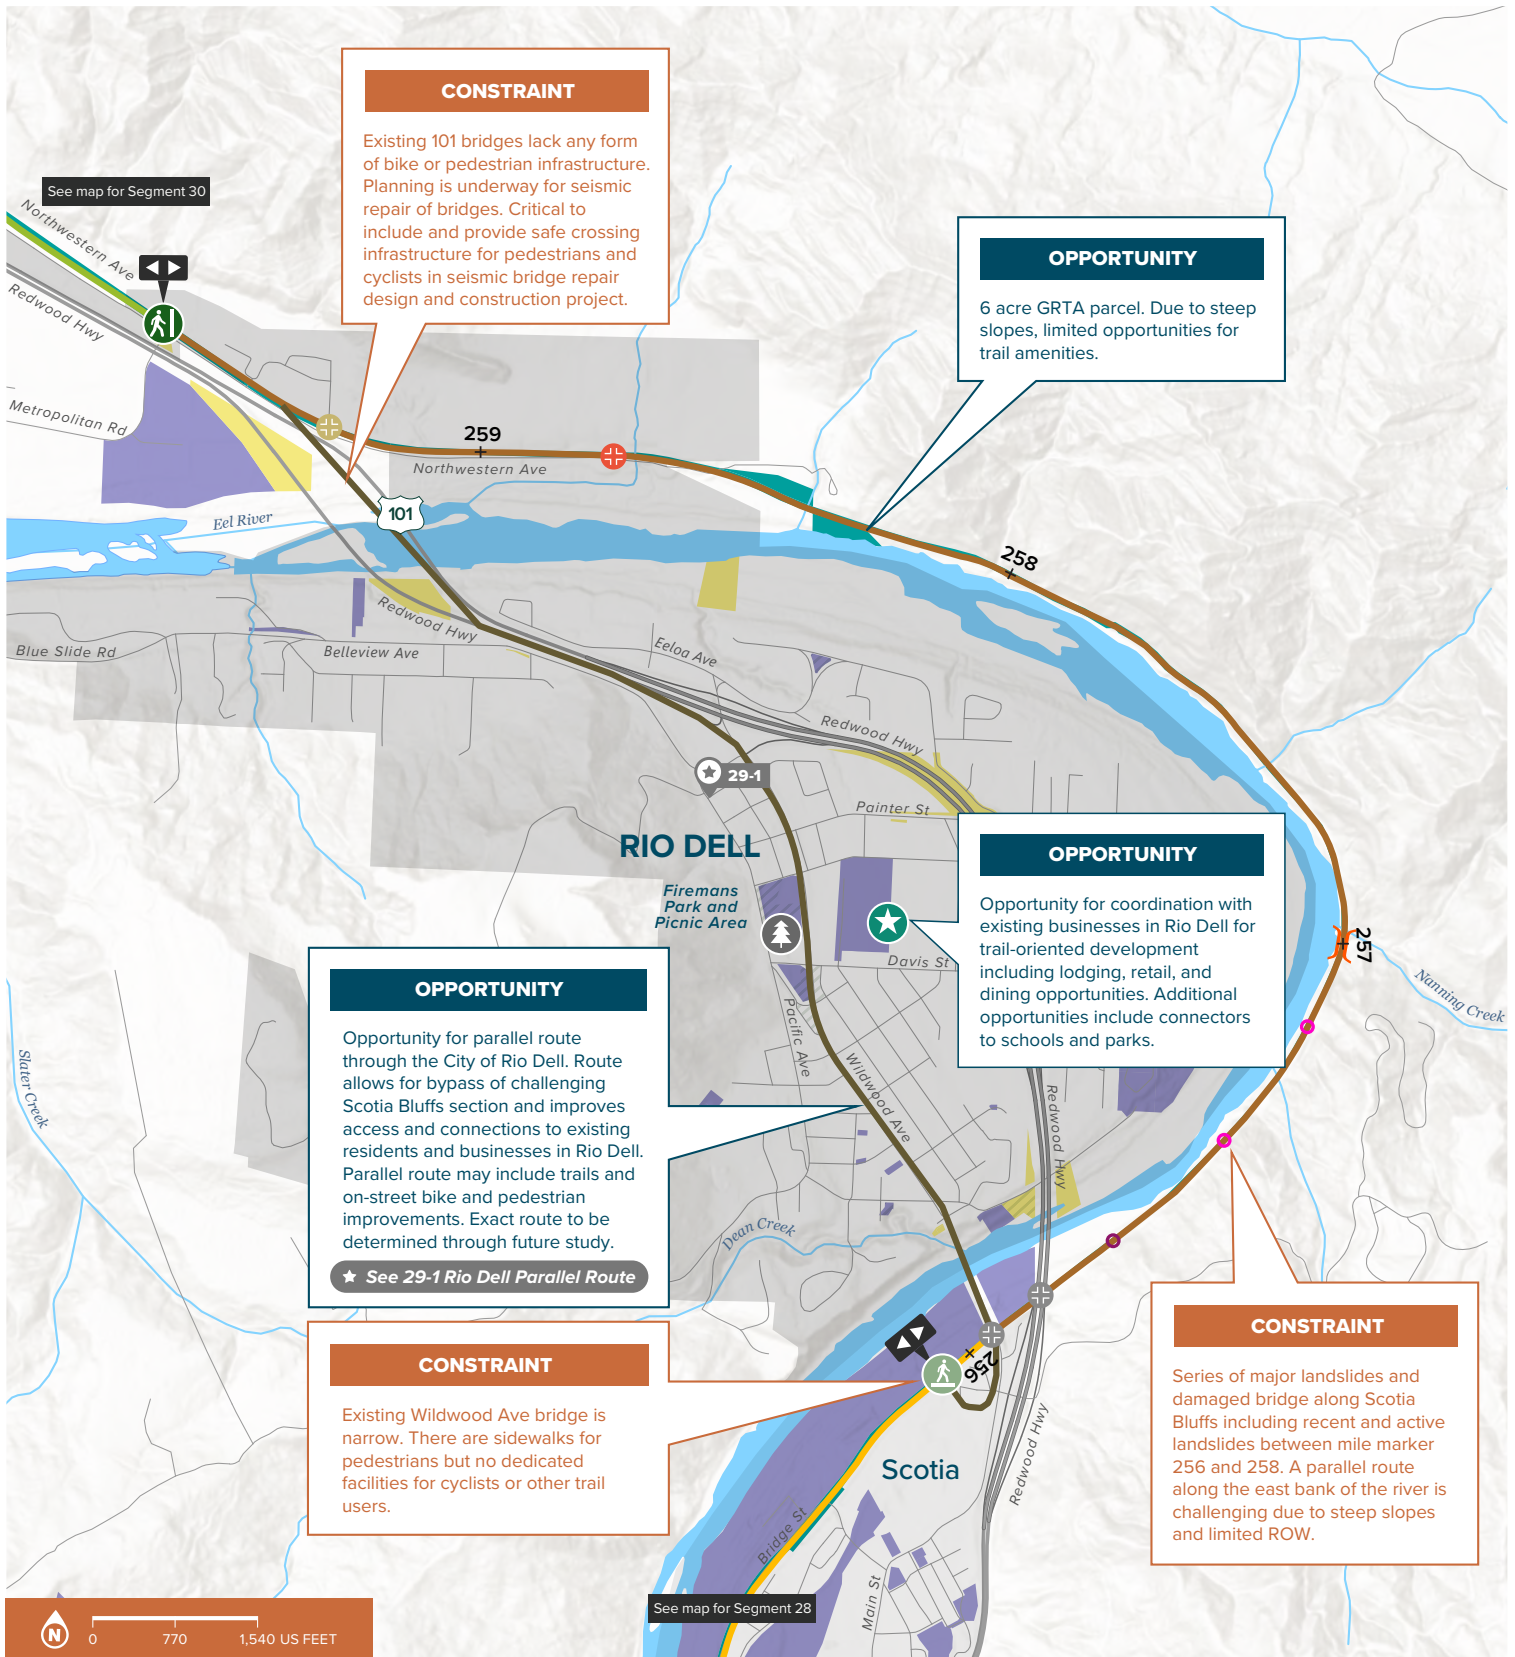 CONSTRAINT
Existing 101 bridges lack any form
of bike or pedestrian infrastructure.
Planning is underway for seismic
repair of bridges. Critical to
include and provide safe crossing
infrastructure for pedestrians and
cyclists in seismic bridge repair
design and construction project.
See map for Segment 30
Northwestern Ave
Redwood Hwy
Metropolitan Rd
OPPORTUNITY
6 acre GRTA parcel. Due to steep
slopes, limited opportunities for
trail amenities.
259
Northwestern Ave
101
Eel River
258
Redwood Hwy
Blue Slide Rd
Belleview Ave
Eeloa Ave
Redwood Hwy
29-1
Painter St
RIO DELL
Firemans
Park and
Picnic Area
OPPORTUNITY
Opportunity for coordination with
existing businesses in Rio Dell for
trail-oriented development
including lodging, retail, and
dining opportunities. Additional
opportunities include connectors
to schools and parks.
Davis St
257
Nanning Creek
OPPORTUNITY
Opportunity for parallel route
through the City of Rio Dell. Route
allows for bypass of challenging
Scotia Bluffs section and improves
access and connections to existing
residents and businesses in Rio Dell.
Parallel route may include trails and
on-street bike and pedestrian
improvements. Exact route to be
determined through future study.
See 29-1 Rio Dell Parallel Route
Pacific Ave
Wildwood Ave
Redwood Hwy
Slater Creek
Dean Creek
CONSTRAINT
Existing Wildwood Ave bridge is
narrow. There are sidewalks for
pedestrians but no dedicated
facilities for cyclists or other trail
users.
256
CONSTRAINT
Series of major landslides and
damaged bridge along Scotia
Bluffs including recent and active
landslides between mile marker
256 and 258. A parallel route
along the east bank of the river is
challenging due to steep slopes
and limited ROW.
Scotia
Redwood Hwy
Bridge St
Main St
See map for Segment 28
N
0 770 1,540 US FEET